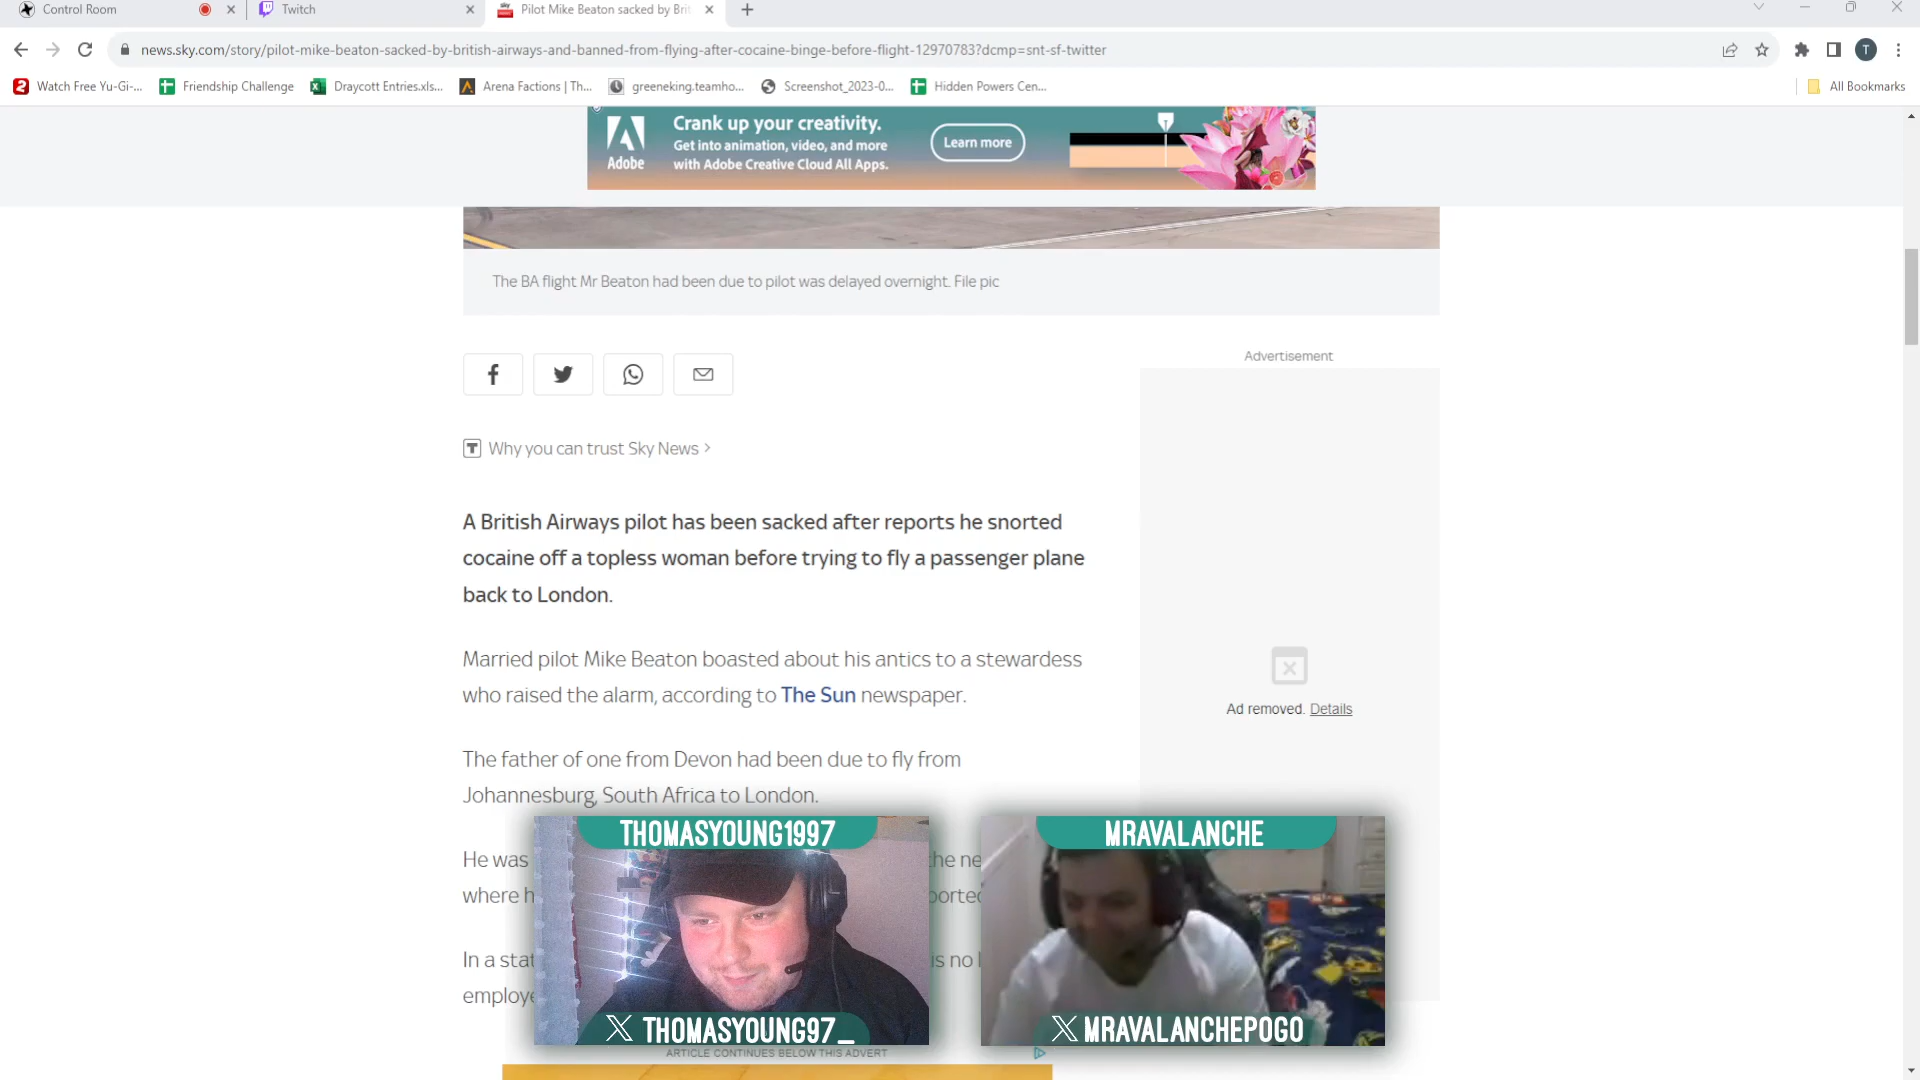 Control Room
Twitch
Pilot Mike Beaton sacked by Brit
news.sky.com/story/pilot-mike-beaton-sacked-by-british-airways-and-banned-from-flying-after-cocaine-binge-before-flight-12970783?dcmp=snt-sf-twitter
T
Watch Free Yu-Gi-...
Friendship Challenge
Draycott Entries.xls...
Arena Factions | Th...
greeneking.teamho...
Screenshot_2023-0...
Hidden Powers Cen...
All Bookmarks
Adobe
Crank up your creativity.
Get into animation, video, and more
with Adobe Creative Cloud All Apps.
Learn more
The BA flight Mr Beaton had been due to pilot was delayed overnight. File pic
Advertisement
Why you can trust Sky News >
A British Airways pilot has been sacked after reports he snorted
cocaine off a topless woman before trying to fly a passenger plane
back to London.
Married pilot Mike Beaton boasted about his antics to a stewardess
who raised the alarm, according to The Sun newspaper.
Ad removed. Details
The father of one from Devon had been due to fly from
Johannesburg, South Africa to London.
THOMASYOUNG1997
MRAVALANCHE
He was
where
In a
X THOMASYOUNG97_
X MRAVALANCHEPOGO
ARTICLE CONTINUES BELOW THIS ADVERT